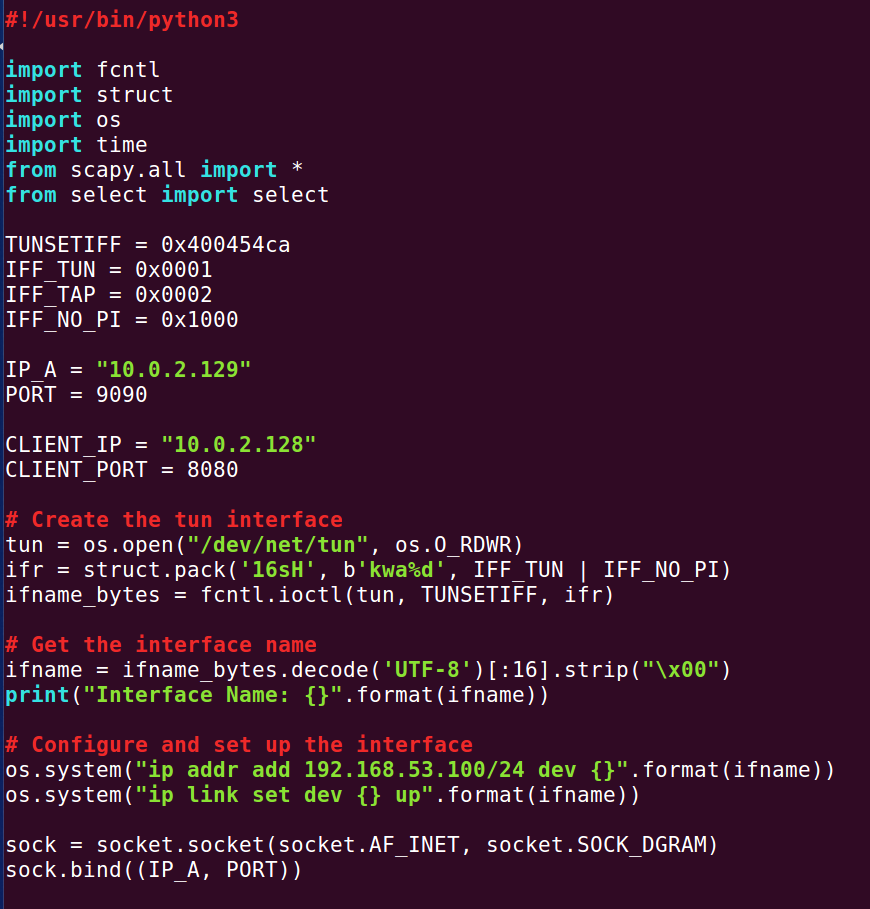 #!/usr/bin/python3
import fcntl
import struct
import os
import time
from scapy.all import *
from select import select
TUNSETIFF = 0x400454ca
IFF_TUN = 0x0001
IFF_TAP = 0x0002
IFF_NO_PI = 0x1000
IP_A = "10.0.2.129"
PORT = 9090
CLIENT_IP = "10.0.2.128"
CLIENT_PORT = 8080
# Create the tun interface
tun = os.open("/dev/net/tun", os.O_RDWR)
ifr = struct.pack('16sH', b'kwa%d', IFF_TUN | IFF_NO_PI)
ifname_bytes = fcntl.ioctl(tun, TUNSETIFF, ifr)
# Get the interface name
ifname = ifname_bytes.decode('UTF-8')[:16].strip("\x00")
print("Interface Name: {}".format(ifname))
# Configure and set up the interface
os.system("ip addr add 192.168.53.100/24 dev {}".format(ifname))
os.system("ip link set dev {} up".format(ifname))
sock = socket.socket(socket.AF_INET, socket.SOCK_DGRAM)
sock.bind((IP_A, PORT))